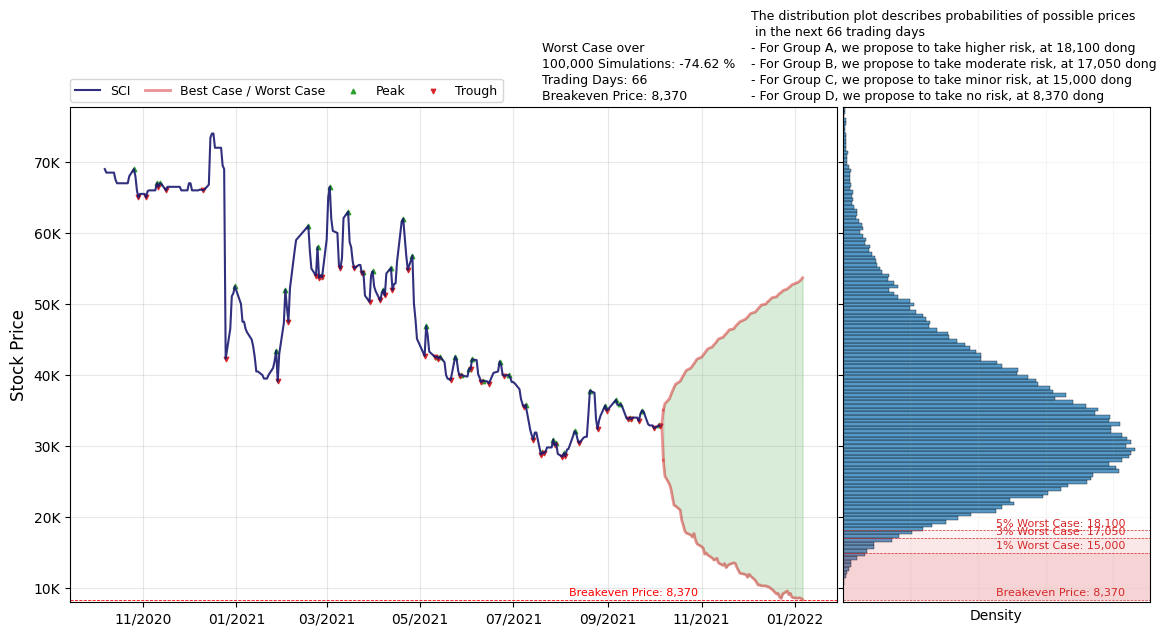 The distribution plot describes probabilities of possible prices
in the next 66 trading days
- For Group A, we propose to take higher risk, at 18,100 dong
- For Group B, we propose to take moderate risk, at 17,050 dong
- For Group C, we propose to take minor risk, at 15,000 dong
- For Group D, we propose to take no risk, at 8,370 dong
Worst Case over
100,000 Simulations: -74.62 %
Trading Days: 66
Breakeven Price: 8,370
SCI
Best Case / Worst Case
Peak
Trough
Stock Price
70K
60K
50K
40K
30K
20K
10K
11/2020
01/2021
03/2021
05/2021
07/2021
09/2021
11/2021
01/2022
Breakeven Price: 8,370
5% Worst Case: 18,100
3% Worst Case: 17,050
1% Worst Case: 15,000
Breakeven Price: 8,370
Density